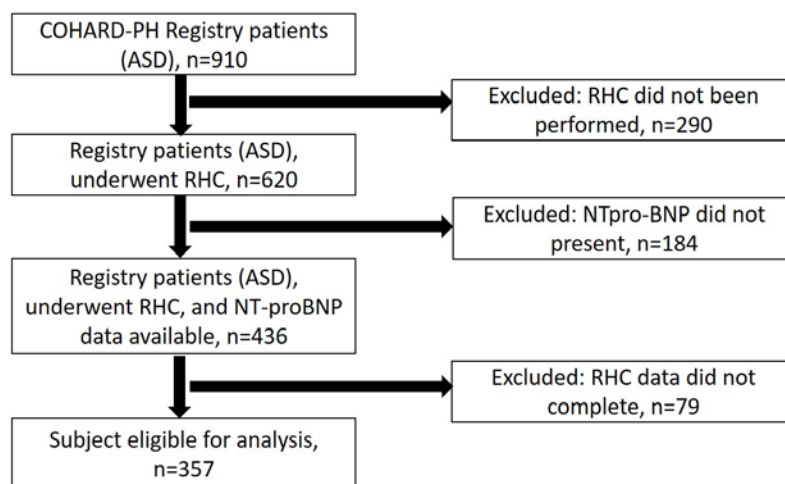 COHARD-PH Registry patients
(ASD), n=910
Excluded: RHC did not been
performed, n=290
Registry patients (ASD),
underwent RHC, n=620
Excluded: NTpro-BNP did not
present, n=184
Registry patients (ASD),
underwent RHC, and NT-proBNP
data available, n=436
Excluded: RHC data did not
complete, n=79
Subject eligible for analysis,
n=357